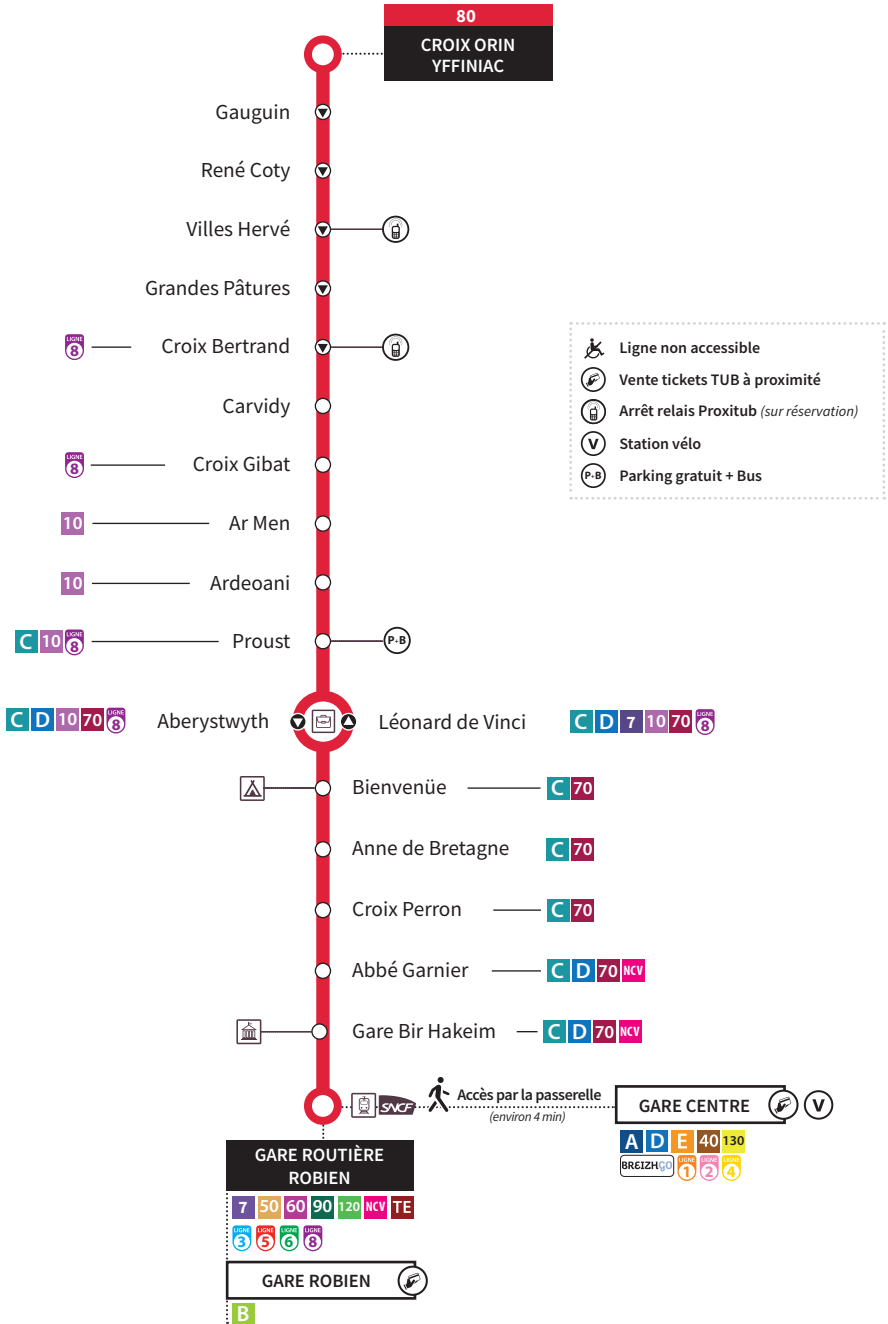 80
CROIX ORIN
YFFINIAC
Gauguin
René Coty
Villes Hervé
Grandes Pâtures
LIGNE 8 Croix Bertrand
Carvidy
LIGNE 8 Croix Gibat
10 Ar Men
10 Ardeoani
C 10 LIGNE 8 Proust P+B
Ligne non accessible
Vente tickets TUB à proximité
Arrêt relais Proxitub (sur réservation)
V Station vélo
P+B Parking gratuit + Bus
C D 10 70 LIGNE 8 Aberystwyth Léonard de Vinci C D 7 10 70 LIGNE 8
Bienvenüe C 70
Anne de Bretagne C 70
Croix Perron C 70
Abbé Garnier C D 70 NCV
Gare Bir Hakeim C D 70 NCV
SNCF Accès par la passerelle
(environ 4 min)
GARE CENTRE V
A D E 40 130
BREIZHGO LIGNE 1 LIGNE 2 LIGNE 4
GARE ROUTIÈRE
ROBIEN
7 50 60 90 120 NCV TE
LIGNE 3 LIGNE 5 LIGNE 6 LIGNE 8
GARE ROBIEN
B